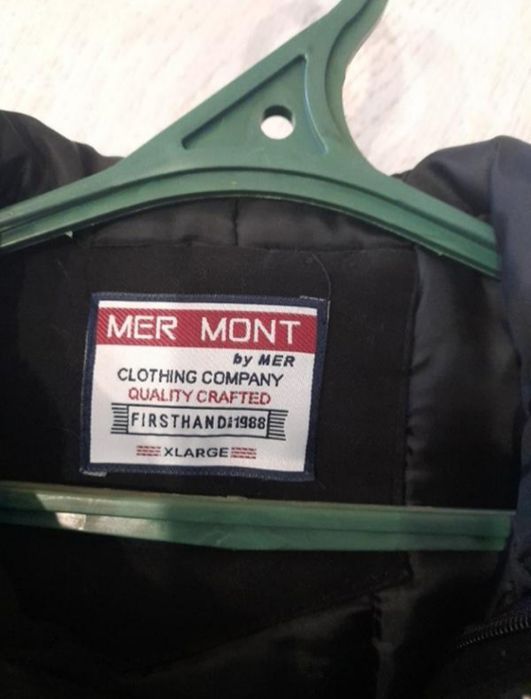 MER MONT
by MER
CLOTHING COMPANY
QUALITY CRAFTED
FIRSTHAND 1988
XLARGE